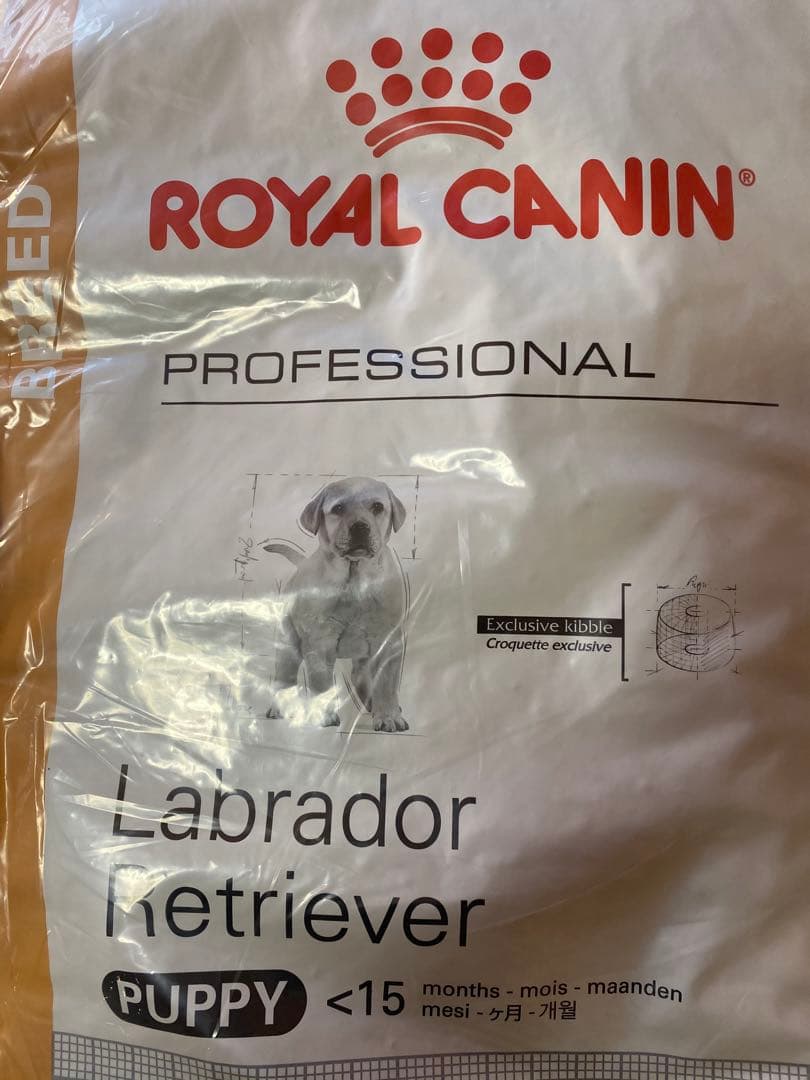 BREED
ROYAL CANIN®
PROFESSIONAL
Exclusive kibble
Croquette exclusive
Labrador
Retriever
PUPPY <15 months - mois - maanden
mesi - ヶ月 - 개월